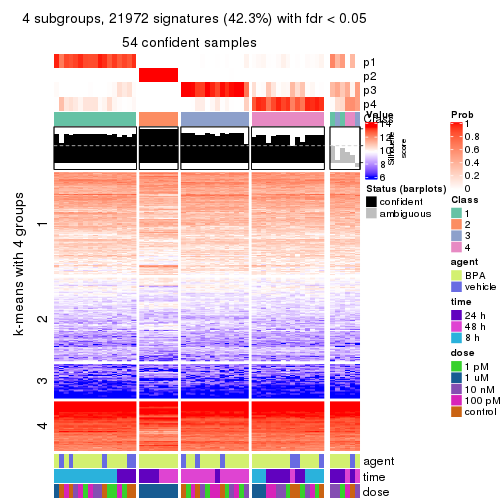 4 subgroups, 21972 signatures (42.3%) with fdr < 0.05
54 confident samples
p1
p2
p3
p4
Class
Silhouette
score
k-means with 4 groups
1
2
3
4
agent
time
dose
Value
14
12
10
8
6
Status (barplots)
confident
ambiguous
Prob
1
0.8
0.6
0.4
0.2
0
Class
1
2
3
4
agent
BPA
vehicle
time
24 h
48 h
8 h
dose
1 pM
1 uM
10 nM
100 pM
control